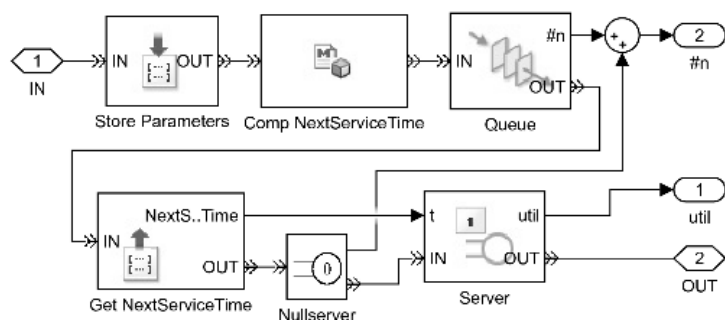 1
IN
IN
OUT
Store Parameters
Comp NextServiceTime
IN
#n
OUT
Queue
+
+
2
#n
IN
NextS..Time
OUT
Get NextServiceTime
0
Nullserver
t
IN
1
util
OUT
Server
1
util
2
OUT